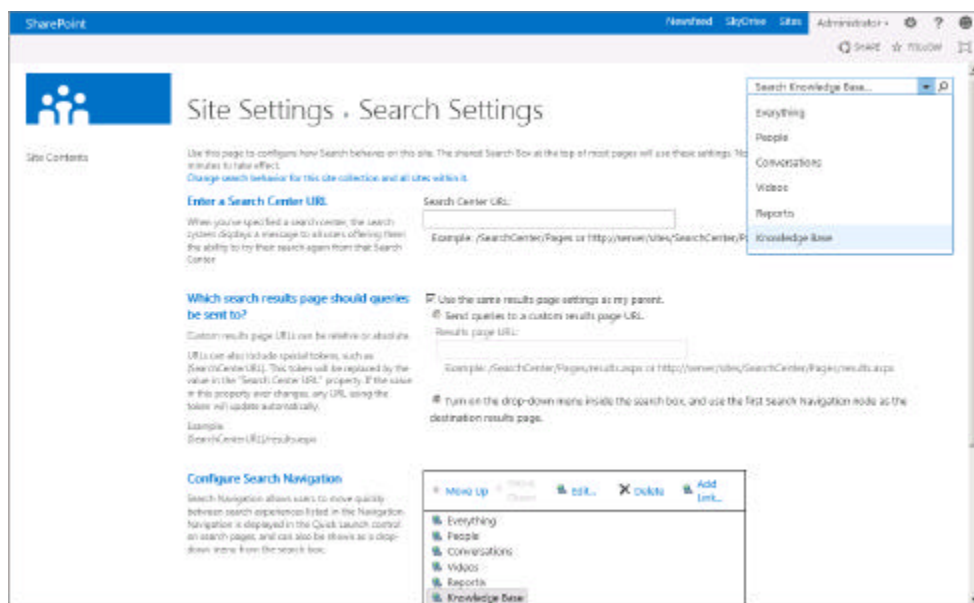 SharePoint
Newsfeed SkyDrive Sites Administrator ?
SHARE FOLLOW
Search Knowledge Base...
Everything
People
Conversations
Videos
Reports
Knowledge Base
Site Settings › Search Settings
Site Contents
Use this page to configure how Search behaves on this site. The shared Search Box at the top of most pages will use these settings.
minutes to take effect.
Change search behavior for this site collection and all sites within it.
Enter a Search Center URL
When you've specified a search center, the search
system displays a message to all users offering them
the ability to try their search again from that Search
Center
Search Center URL:
Example: /SearchCenter/Pages or http://server/sites/SearchCenter/P
Which search results page should queries
be sent to?
Custom results page URLs can be relative or absolute
URLs can also include special tokens, such as
{SearchCenterURL}. This token will be replaced by the
value in the "Search Center URL" property. If the value
in this property ever changes, any URL using the
token will update automatically.
Example:
{SearchCenterURL}/results.aspx
Use the same results page settings as my parent.
Send queries to a custom results page URL.
Results page URL:
Example: /SearchCenter/Pages/results.aspx or http://server/sites/SearchCenter/Pages/results.aspx
Turn on the drop-down menu inside the search box, and use the first Search Navigation node as the
destination results page.
Configure Search Navigation
Search Navigation allows users to move quickly
between search experiences listed in the Navigation.
Navigation is displayed in the Quick Launch control
on search pages, and can also be shown as a drop-
down menu from the search box.
Move Up Move Down Edit... Delete Add Link...
Everything
People
Conversations
Videos
Reports
Knowledge Base